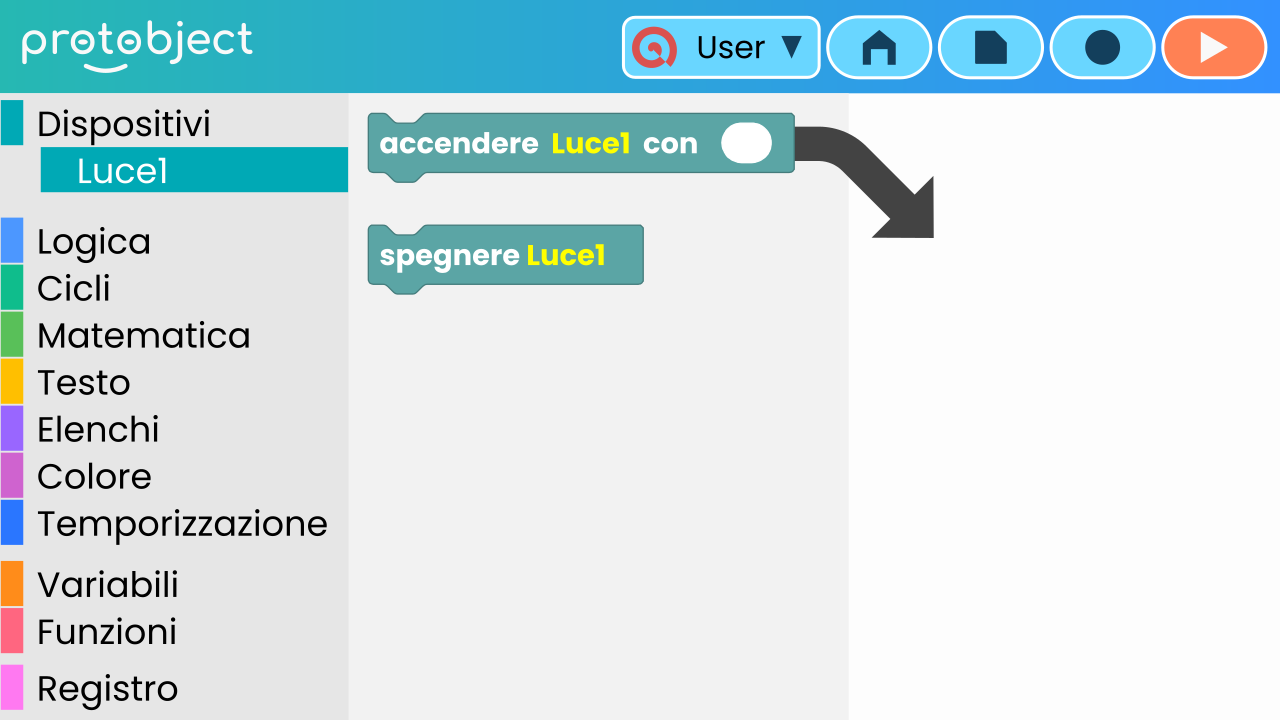 protobject
User
Dispositivi
Luce1
Logica
Cicli
Matematica
Testo
Elenchi
Colore
Temporizzazione
Variabili
Funzioni
Registro
accendere Luce1 con
spegnere Luce1